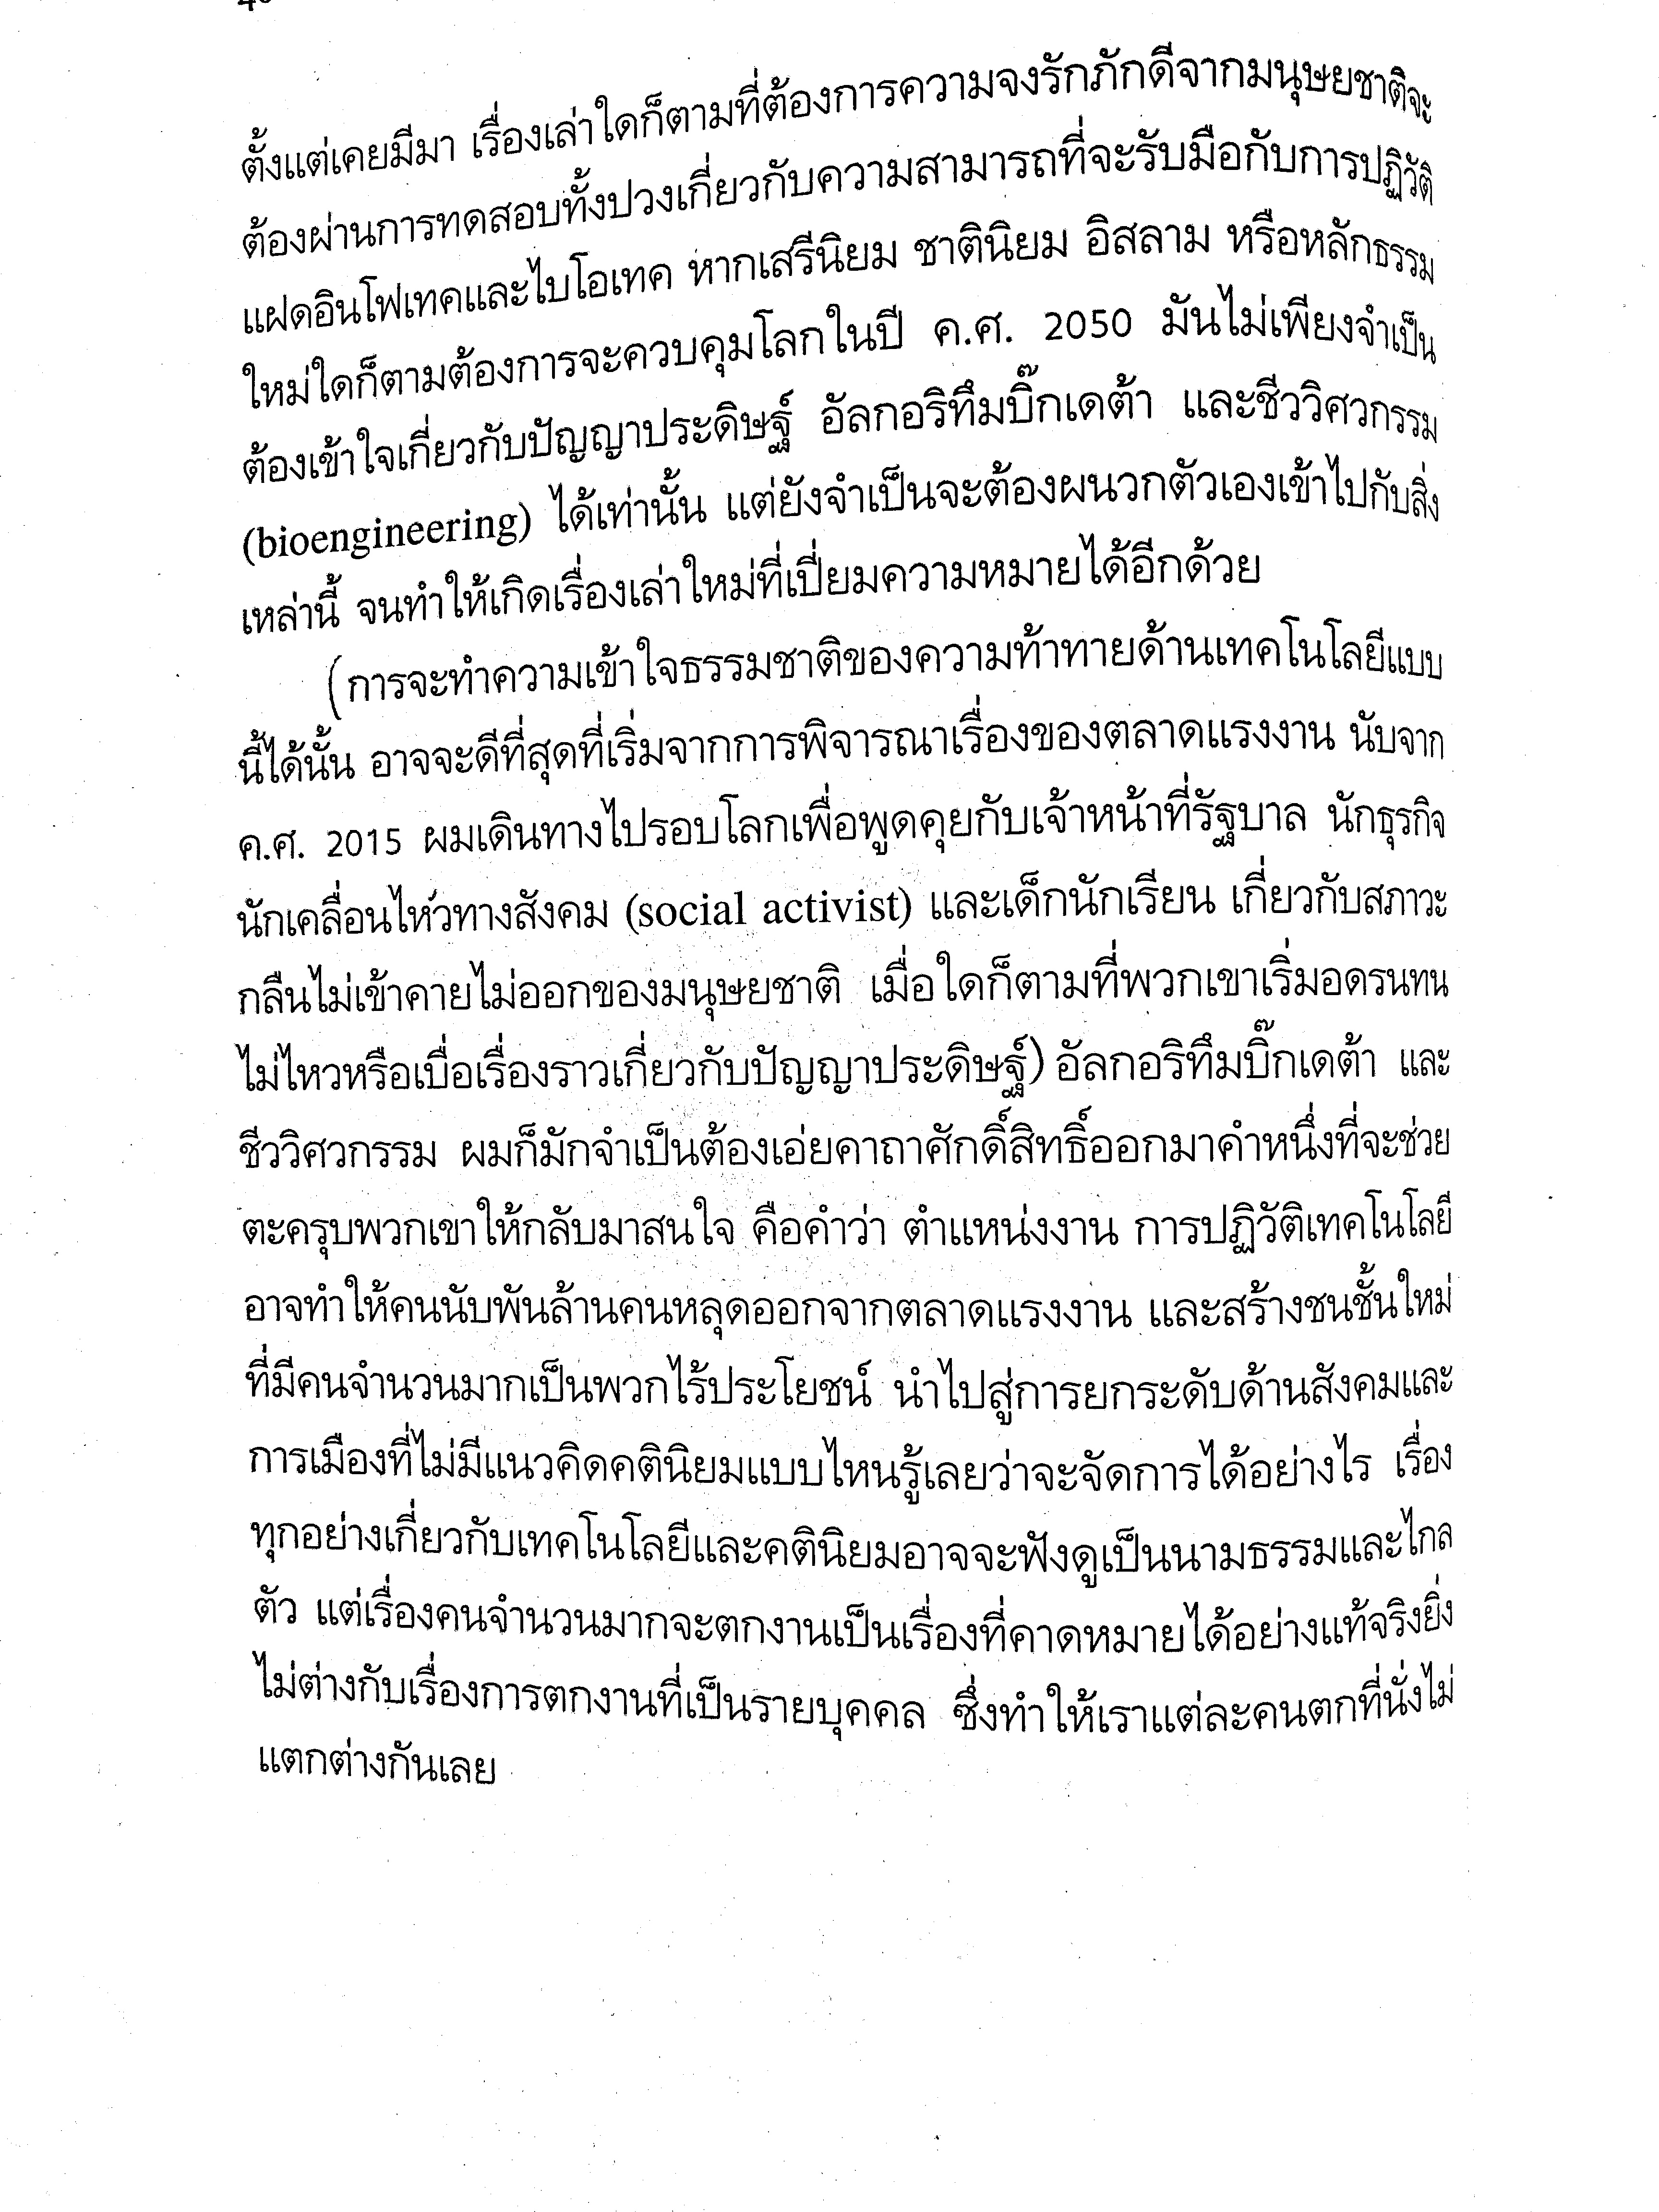 ตั้งแต่เคยมีมา เรื่องเล่าใดก็ตามที่ต้องการความจงรักภักดีจากมนุษยชาติจะ
ต้องผ่านการทดสอบทั้งปวงเกี่ยวกับความสามารถที่จะรับมือกับการปฏิวัติ
แฝดอินโฟเทคและไบโอเทค หากเสรีนิยม ชาตินิยม อิสลาม หรือหลักธรรม
ใหม่ใดก็ตามต้องการจะควบคุมโลกในปี ค.ศ. 2050 มันไม่เพียงจำเป็น
ต้องเข้าใจเกี่ยวกับปัญญาประดิษฐ์ อัลกอริทึมบิ๊กเดต้า และชีววิศวกรรม
(bioengineering) ได้เท่านั้น แต่ยังจำเป็นจะต้องผนวกตัวเองเข้าไปกับสิ่ง
เหล่านี้ จนทำให้เกิดเรื่องเล่าใหม่ที่เปี่ยมความหมายได้อีกด้วย
(การจะทำความเข้าใจธรรมชาติของความท้าทายด้านเทคโนโลยีแบบ
นี้ได้นั้น อาจจะดีที่สุดที่เริ่มจากการพิจารณาเรื่องของตลาดแรงงาน นับจาก
ค.ศ. 2015 ผมเดินทางไปรอบโลกเพื่อพูดคุยกับเจ้าหน้าที่รัฐบาล นักธุรกิจ
นักเคลื่อนไหวทางสังคม (social activist) และเด็กนักเรียน เกี่ยวกับสภาวะ
กลืนไม่เข้าคายไม่ออกของมนุษยชาติ เมื่อใดก็ตามที่พวกเขาเริ่มอดรนทน
ไม่ไหวหรือเบื่อเรื่องราวเกี่ยวกับปัญญาประดิษฐ์) อัลกอริทึมบิ๊กเดต้า และ
ชีววิศวกรรม ผมก็มักจำเป็นต้องเอ่ยคาถาศักดิ์สิทธิ์ออกมาคำหนึ่งที่จะช่วย
ตะครุบพวกเขาให้กลับมาสนใจ คือคำว่า ตำแหน่งงาน การปฏิวัติเทคโนโลยี
อาจทำให้คนนับพันล้านคนหลุดออกจากตลาดแรงงาน และสร้างชนชั้นใหม่
ที่มีคนจำนวนมากเป็นพวกไร้ประโยชน์ นำไปสู่การยกระดับด้านสังคมและ
การเมืองที่ไม่มีแนวคิดคตินิยมแบบไหนรู้เลยว่าจะจัดการได้อย่างไร เรื่อง
ทุกอย่างเกี่ยวกับเทคโนโลยีและคตินิยมอาจจะฟังดูเป็นนามธรรมและไกล
ตัว แต่เรื่องคนจำนวนมากจะตกงานเป็นเรื่องที่คาดหมายได้อย่างแท้จริงยิ่ง
ไม่ต่างกับเรื่องการตกงานที่เป็นรายบุคคล ซึ่งทำให้เราแต่ละคนตกที่นั่งไม่
แตกต่างกันเลย